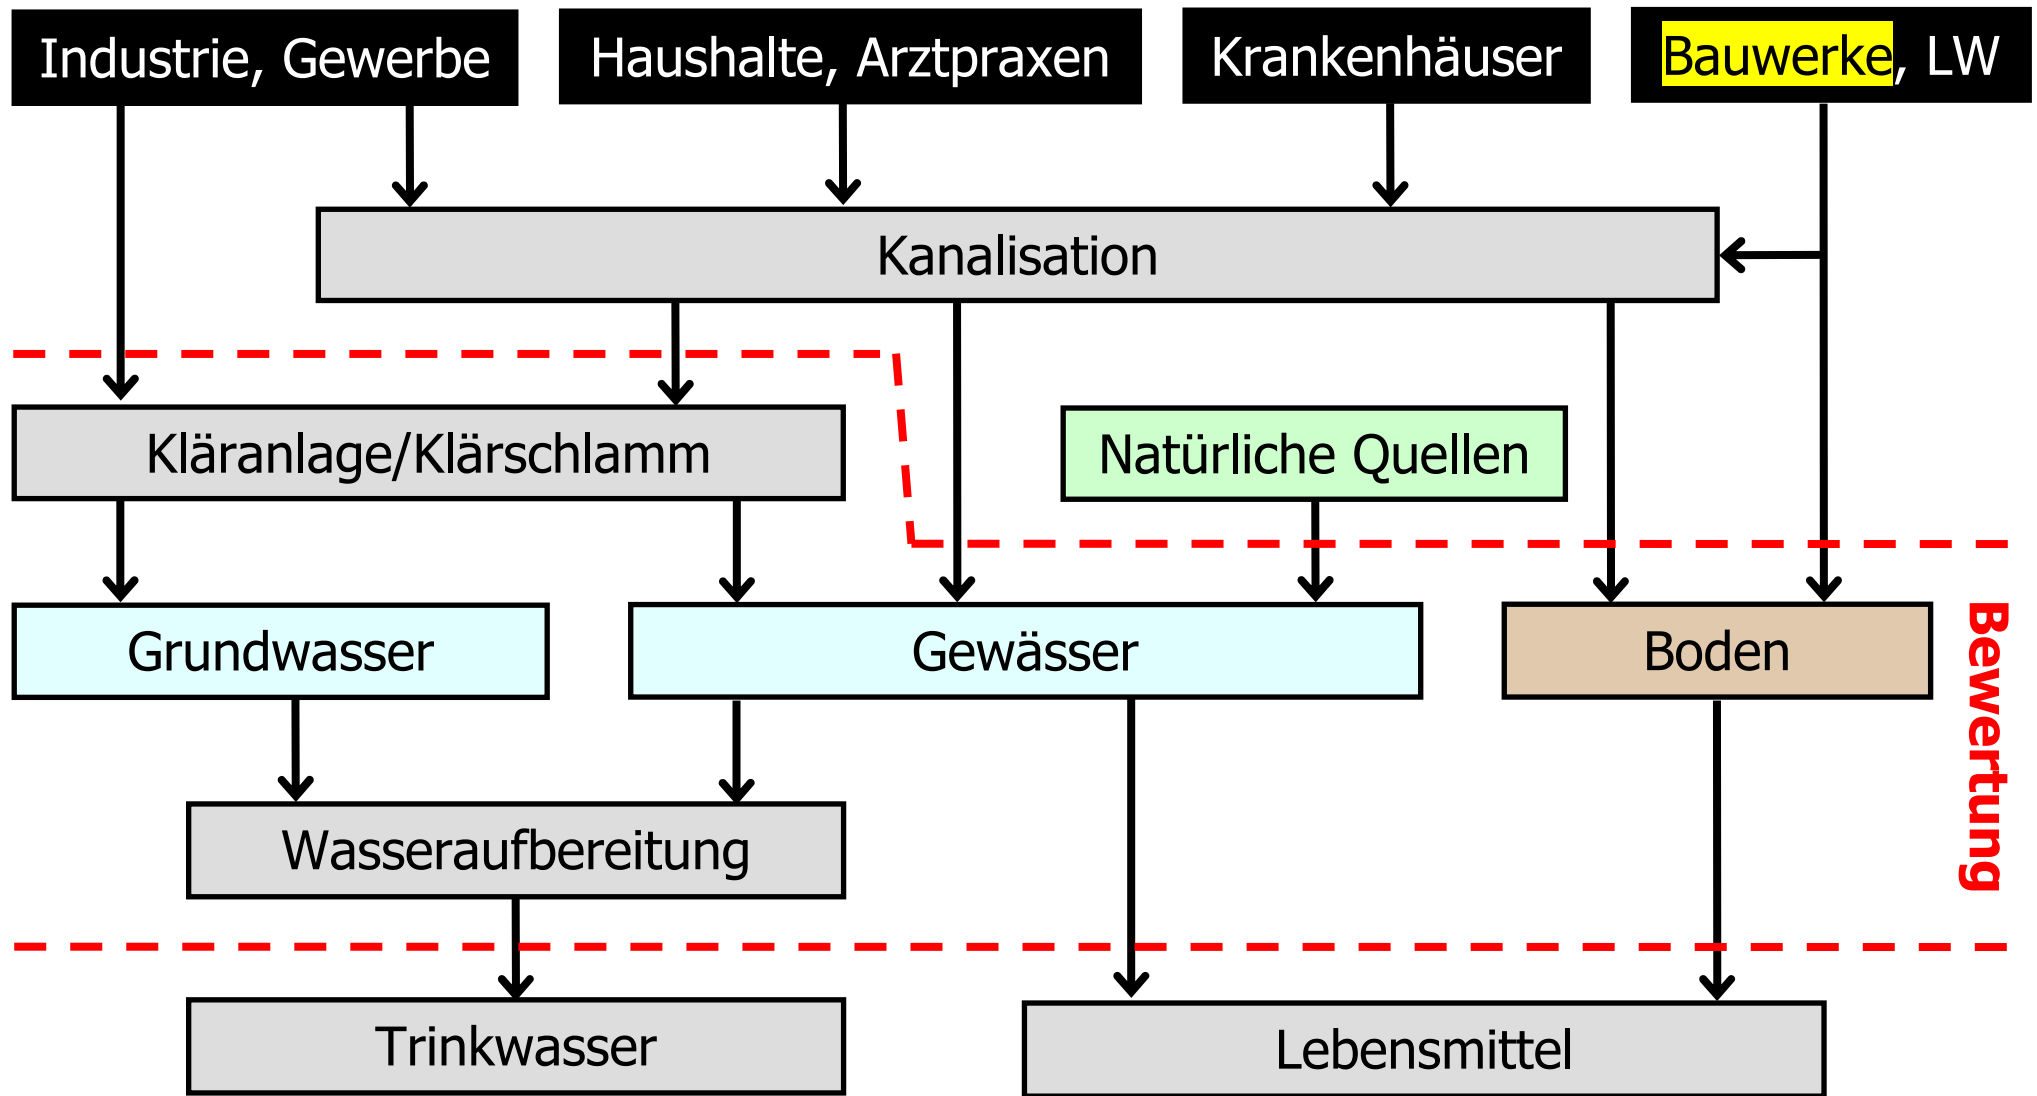 Industrie, Gewerbe
Haushalte, Arztpraxen
Krankenhäuser
Bauwerke, LW
Kanalisation
Kläranlage/Klärschlamm
Natürliche Quellen
Grundwasser
Gewässer
Boden
Bewertung
Wasseraufbereitung
Trinkwasser
Lebensmittel